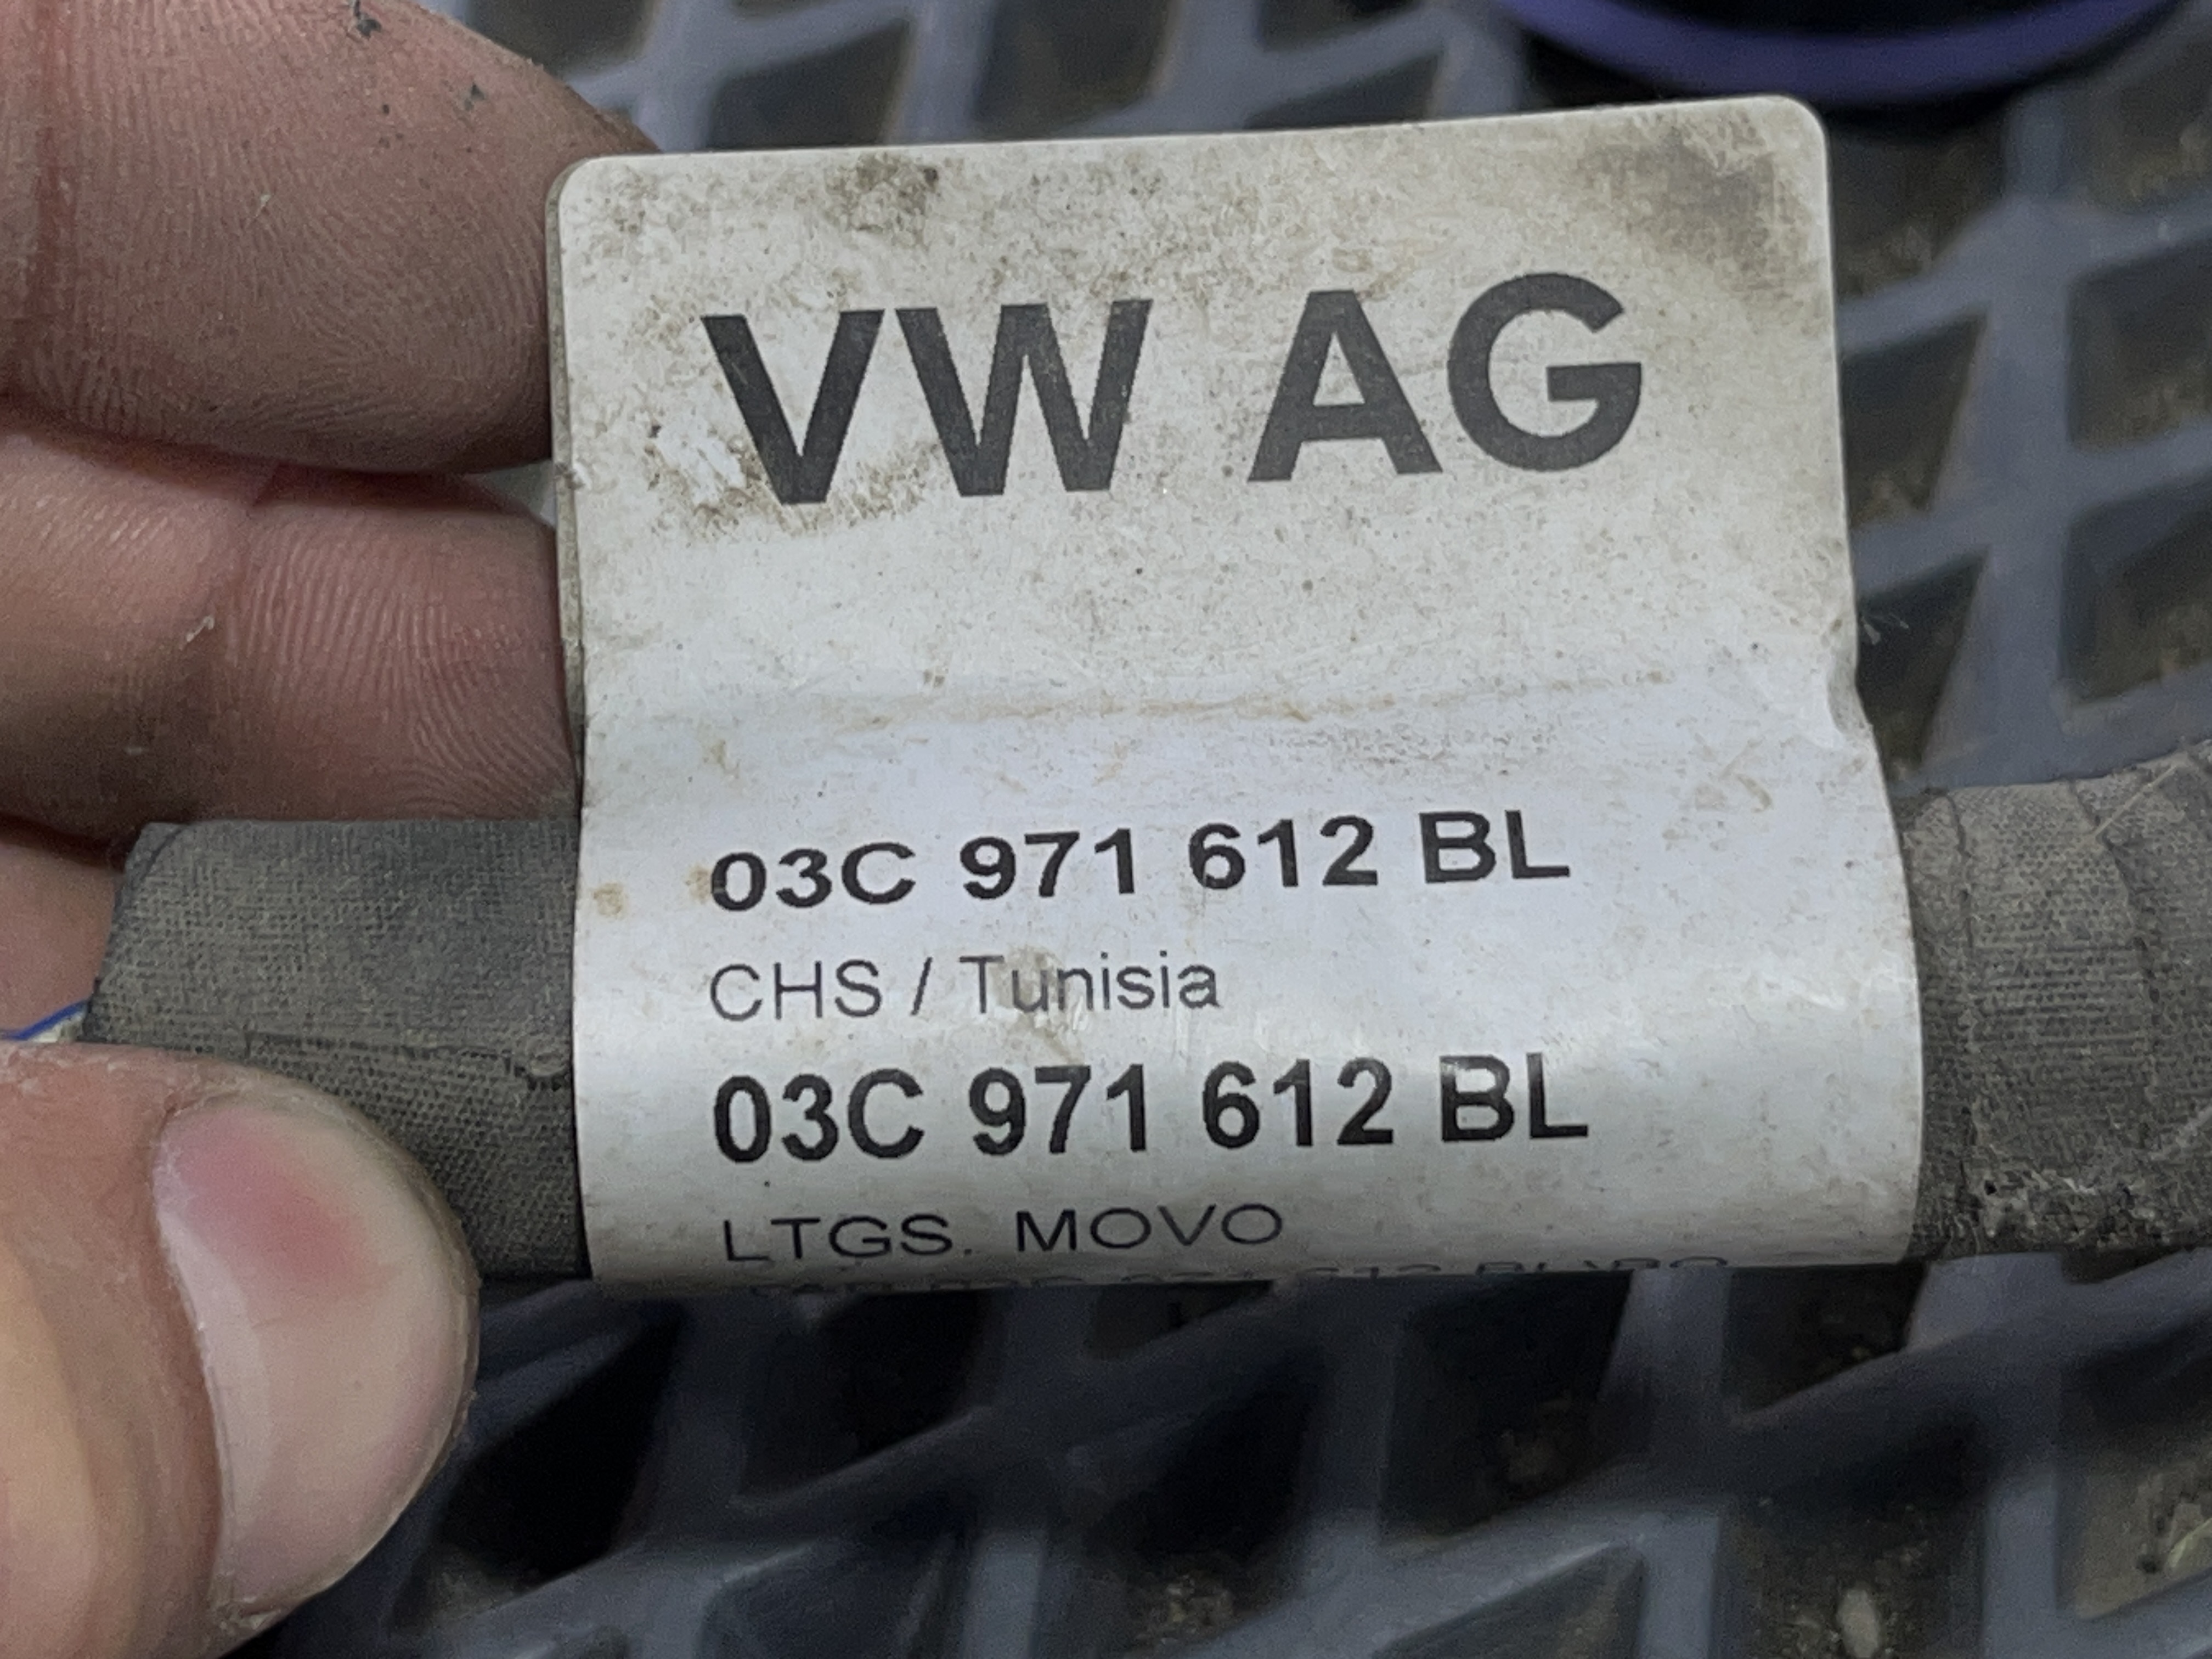 VW AG
03C 971 612 BL
CHS / Tunisia
03C 971 612 BL
LTGS. MOVO